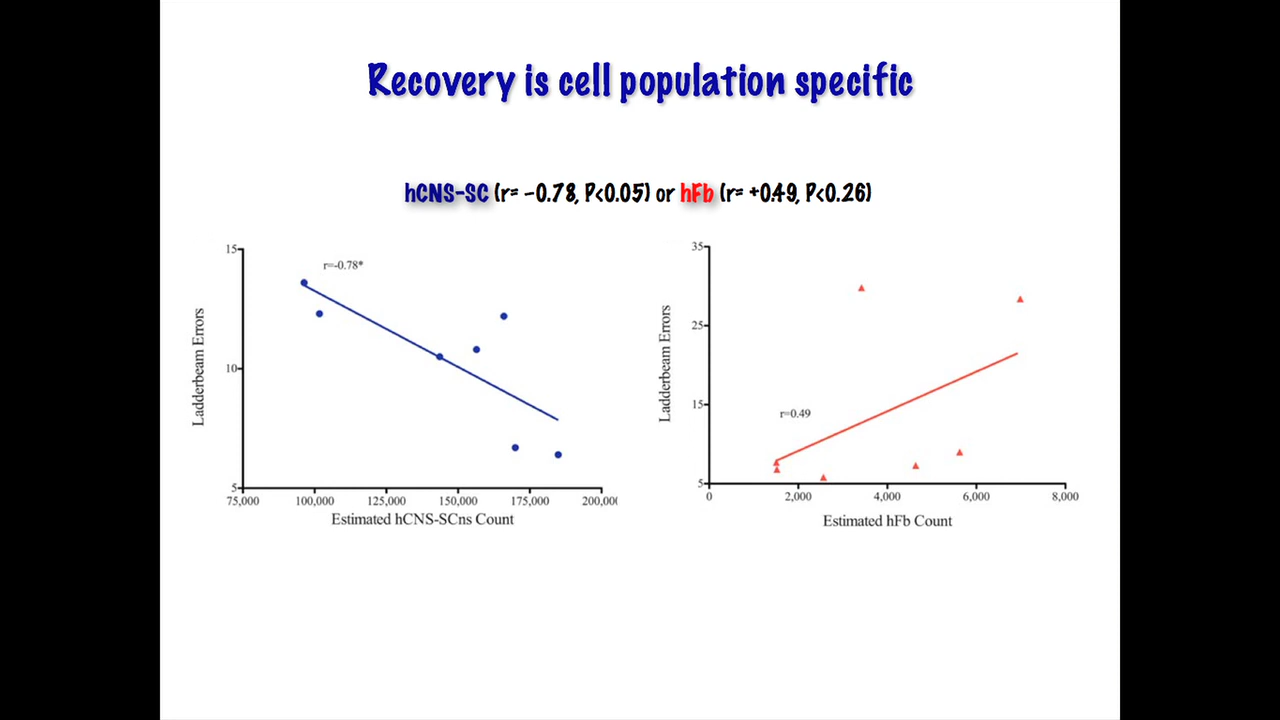 Recovery is cell population specific
hCNS-SC (r= -0.78, P<0.05) or hFb (r= +0.49, P<0.26)
15
r=-0.78*
Ladderbeam Errors
10
5
75,000 100,000 125,000 150,000 175,000 200,000
Estimated hCNS-SCns Count
35
25
Ladderbeam Errors
15
r=0.49
5
0 2,000 4,000 6,000 8,000
Estimated hFb Count